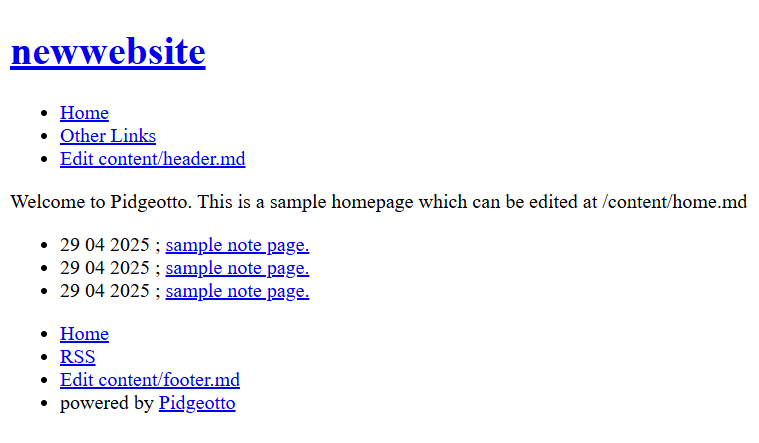 newwebsite
Home
Other Links
Edit content/header.md
Welcome to Pidgeotto. This is a sample homepage which can be edited at /content/home.md
29 04 2025 ; sample note page.
29 04 2025 ; sample note page.
29 04 2025 ; sample note page.
Home
RSS
Edit content/footer.md
powered by Pidgeotto